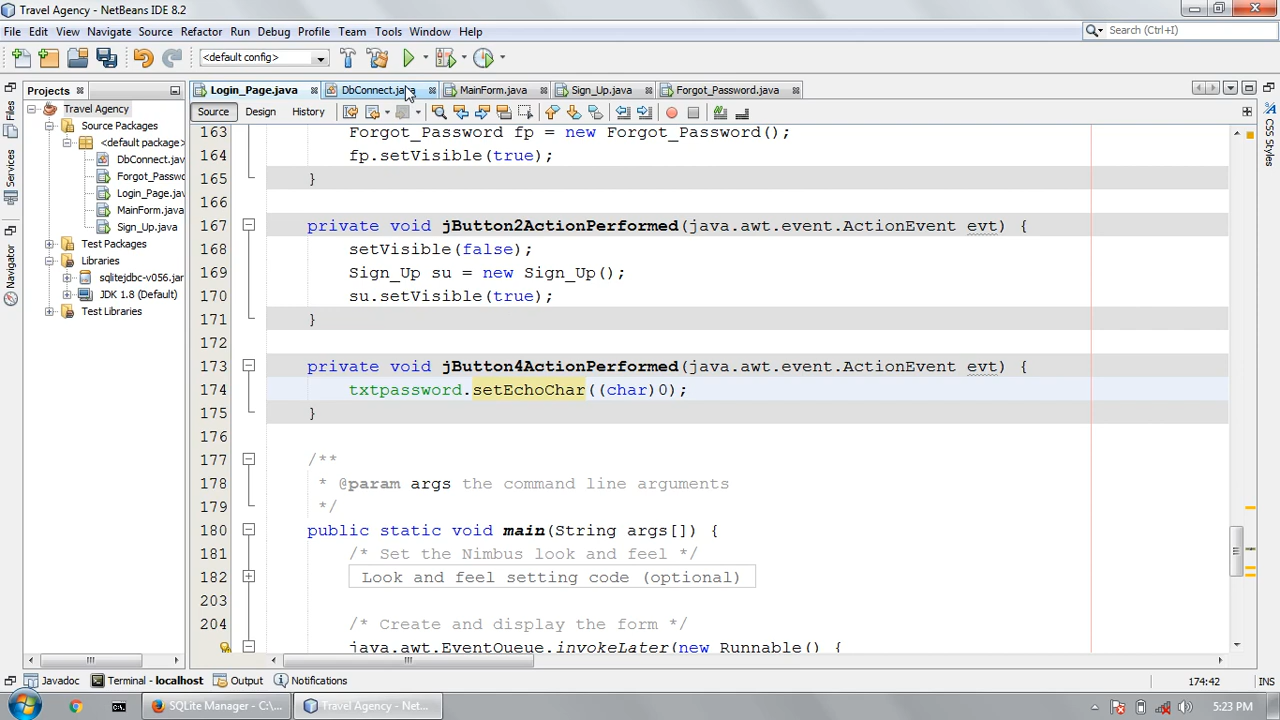 Travel Agency - NetBeans IDE 8.2
File Edit View Navigate Source Refactor Run Debug Profile Team Tools Window Help
Search (Ctrl+I)
<default config>
Projects
Login_Page.java
DbConnect.java
MainForm.java
Sign_Up.java
Forgot_Password.java
Source Design History
Files
Services
Navigator
CSS Styles
Travel Agency
Source Packages
<default package>
DbConnect.jav
Forgot_Passwo
Login_Page.jav
MainForm.java
Sign_Up.java
Test Packages
Libraries
sqlitejdbc-v056.jar
JDK 1.8 (Default)
Test Libraries
163 Forgot_Password fp = new Forgot_Password();
164 fp.setVisible(true);
165 }
166
167 private void jButton2ActionPerformed(java.awt.event.ActionEvent evt) {
168 setVisible(false);
169 Sign_Up su = new Sign_Up();
170 su.setVisible(true);
171 }
172
173 private void jButton4ActionPerformed(java.awt.event.ActionEvent evt) {
174 txtpassword.setEchoChar((char)0);
175 }
176
177 /**
178 * @param args the command line arguments
179 */
180 public static void main(String args[]) {
181 /* Set the Nimbus look and feel */
182 Look and feel setting code (optional)
203
204 /* Create and display the form */
java.awt.EventQueue.invokeLater(new Runnable() {
Javadoc
Terminal - localhost
Output
Notifications
174:42
INS
SQLite Manager - C:\...
Travel Agency - Net...
5:23 PM